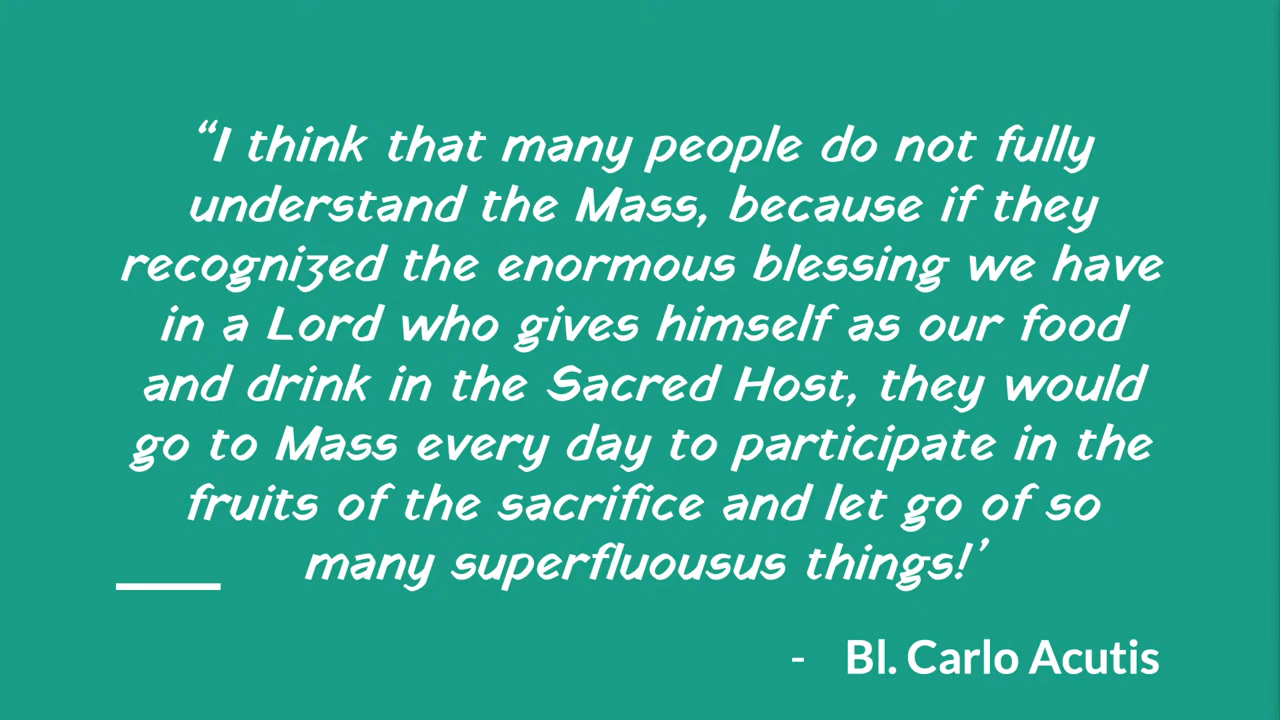 “I think that many people do not fully
understand the Mass, because if they
recognized the enormous blessing we have
in a Lord who gives himself as our food
and drink in the Sacred Host, they would
go to Mass every day to participate in the
fruits of the sacrifice and let go of so
many superfluousus things!’
- Bl. Carlo Acutis